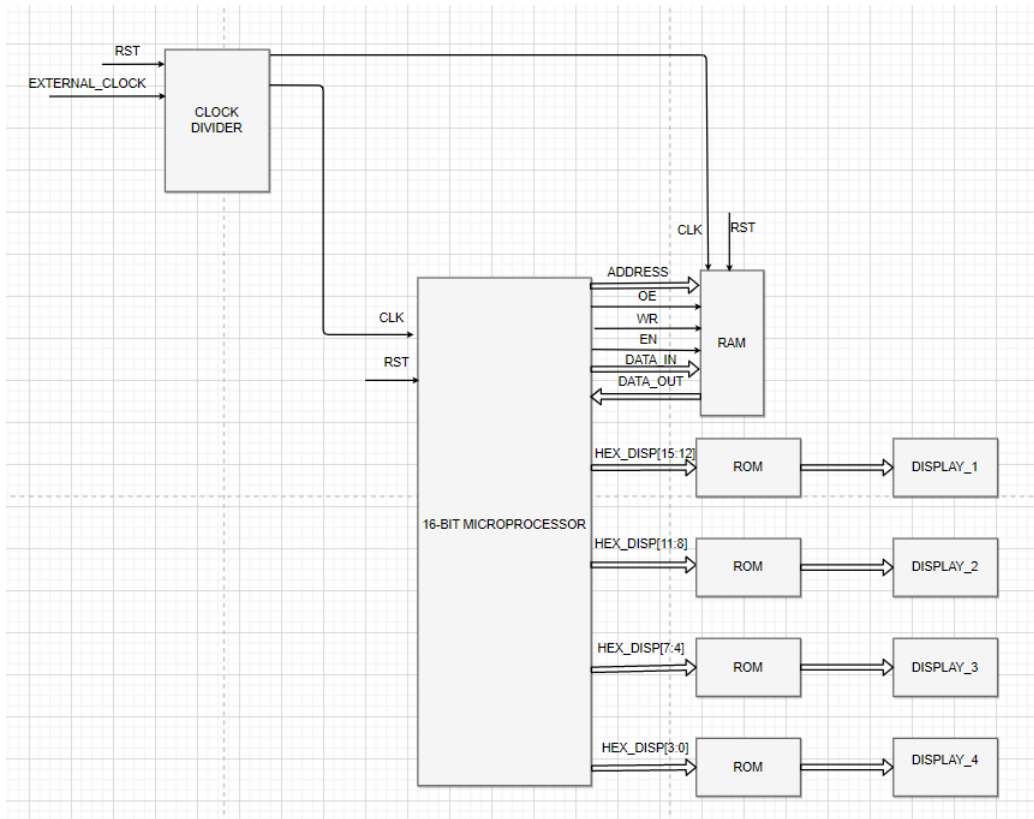 RST
EXTERNAL_CLOCK
CLOCK
DIVIDER
CLK
RST
ADDRESS
OE
WR
EN
DATA_IN
DATA_OUT
RAM
CLK
RST
16-BIT MICROPROCESSOR
HEX_DISP[15:12]
ROM
DISPLAY_1
HEX_DISP[11:8]
ROM
DISPLAY_2
HEX_DISP[7:4]
ROM
DISPLAY_3
HEX_DISP[3:0]
ROM
DISPLAY_4